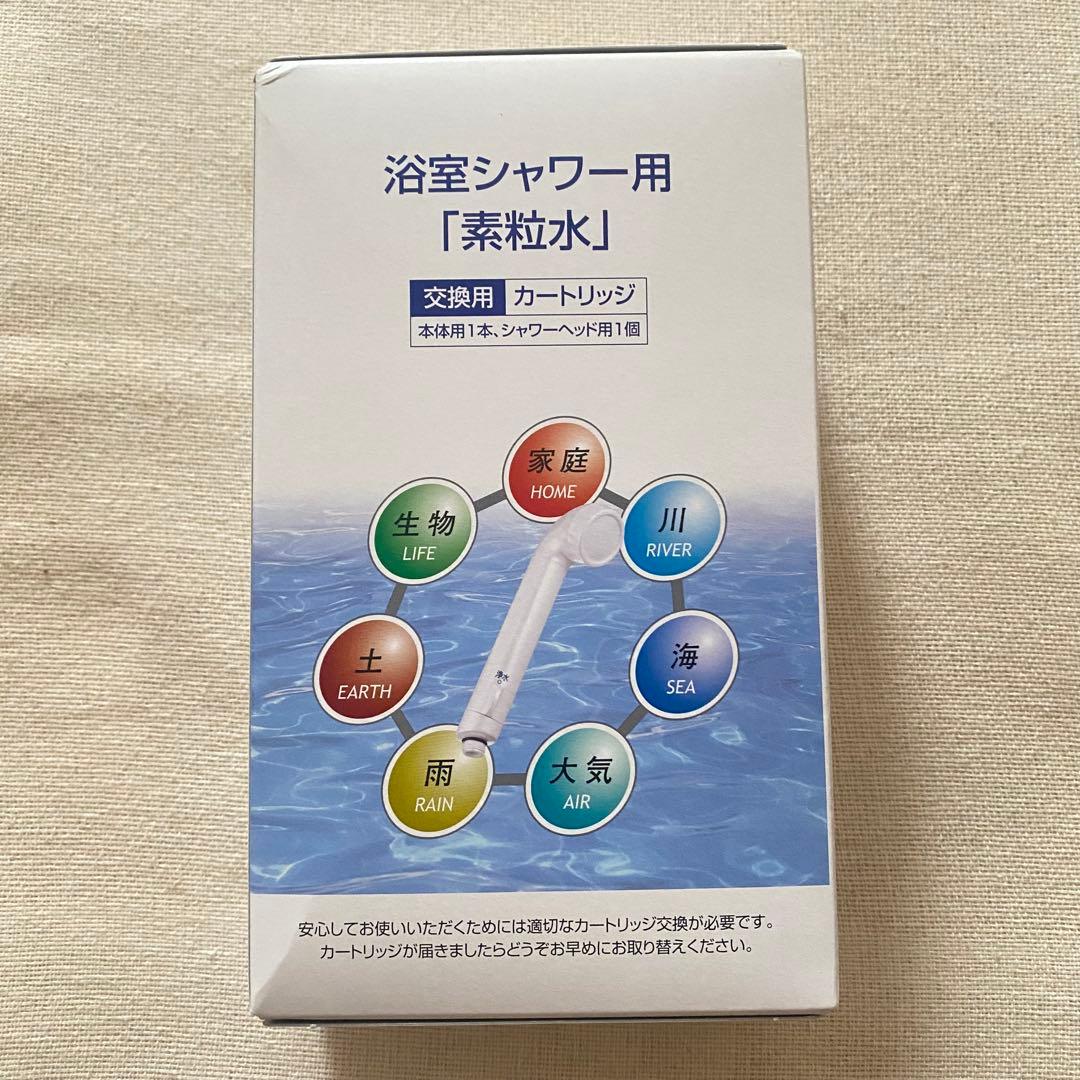 浴室シャワー用
「素粒水」
交換用 カートリッジ
本体用1本、シャワーヘッド用1個
家庭
HOME
川
RIVER
海
SEA
大気
AIR
雨
RAIN
土
EARTH
生物
LIFE
浄水
安心してお使いいただくためには適切なカートリッジ交換が必要です。
カートリッジが届きましたらどうぞお早めにお取り替えください。